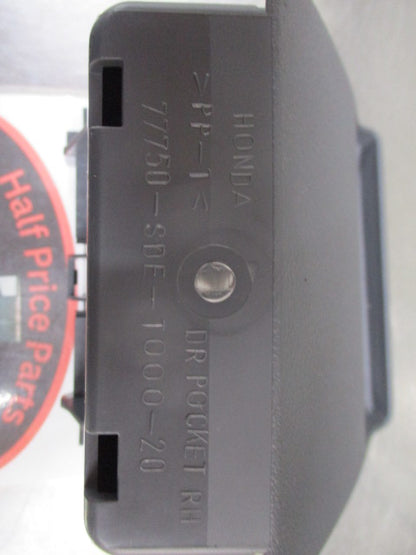 HONDA
>PP-1<
77750-SDE-T000-20
DR POCKET RH
Half Price Parts